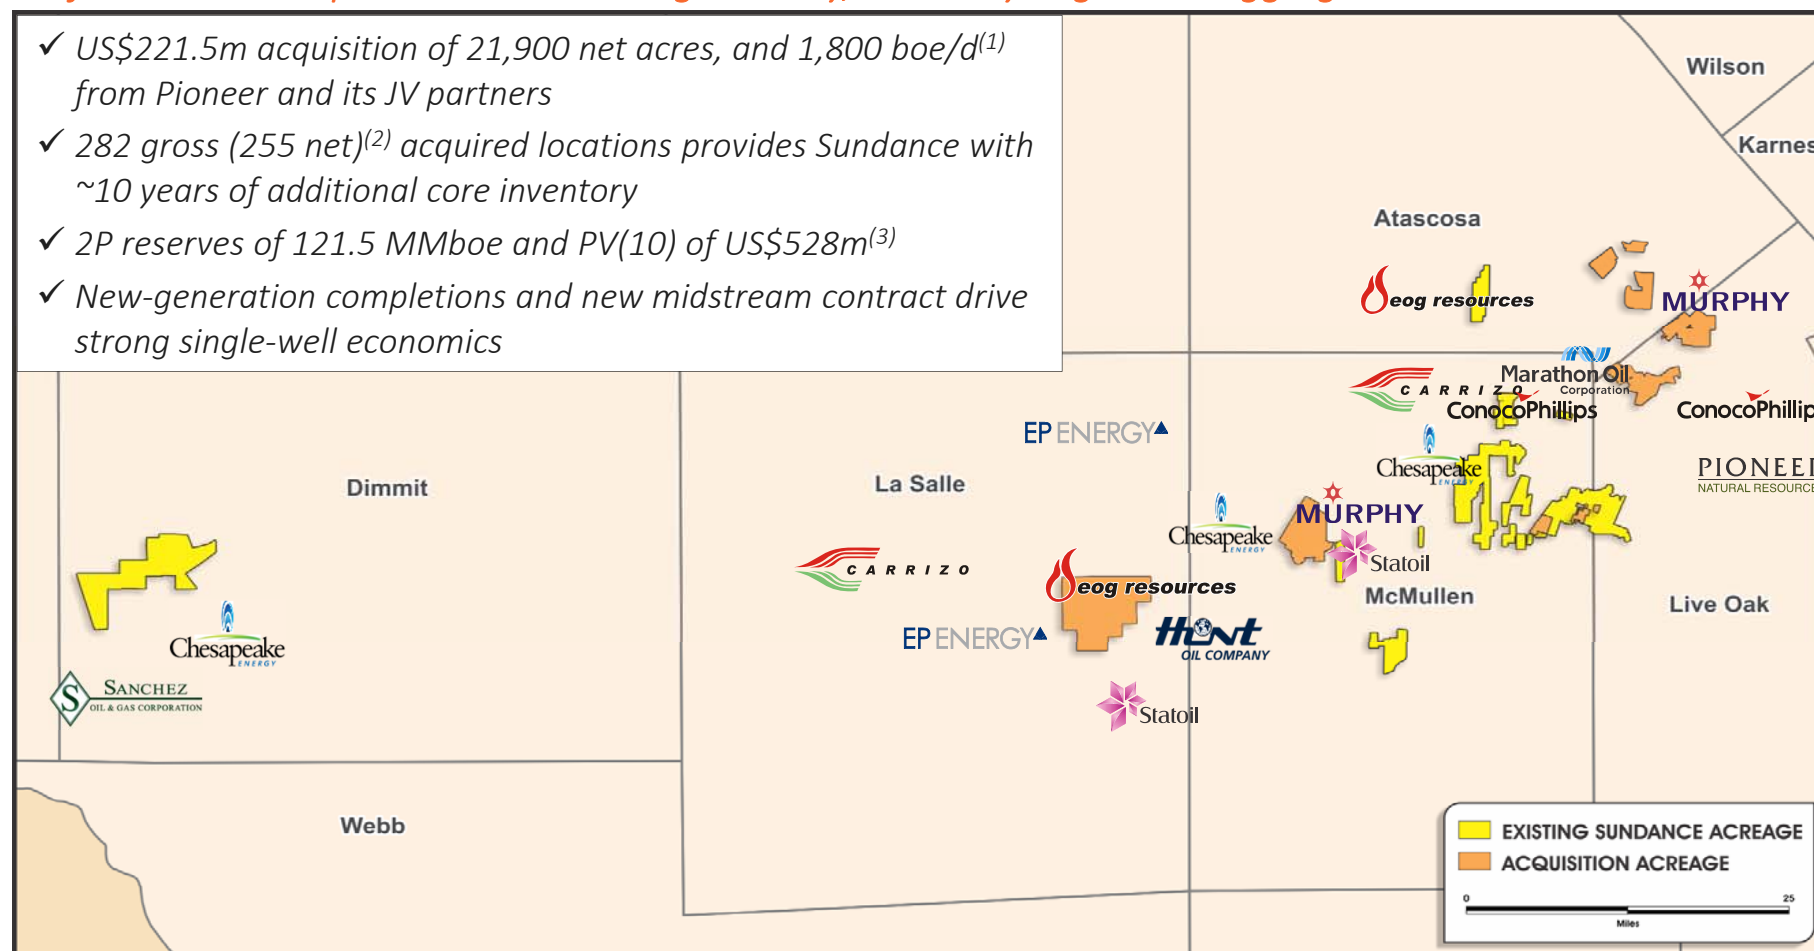 ✓ US$221.5m acquisition of 21,900 net acres, and 1,800 boe/d(1)
from Pioneer and its JV partners
✓ 282 gross (255 net)(2) acquired locations provides Sundance with
~10 years of additional core inventory
✓ 2P reserves of 121.5 MMboe and PV(10) of US$528m(3)
✓ New-generation completions and new midstream contract drive
strong single-well economics
Wilson
Karnes
Atascosa
eog resources
MURPHY
Marathon Oil
Corporation
CARRIZO
ConocoPhillips
ConocoPhillip
EP ENERGY
Chesapeake
ENERGY
PIONEER
NATURAL RESOURCE
Dimmit
La Salle
MURPHY
Chesapeake
ENERGY
Statoil
CARRIZO
eog resources
McMullen
Live Oak
EP ENERGY
Hunt
OIL COMPANY
Chesapeake
ENERGY
SANCHEZ
OIL & GAS CORPORATION
Statoil
Webb
EXISTING SUNDANCE ACREAGE
ACQUISITION ACREAGE
0 25
Miles